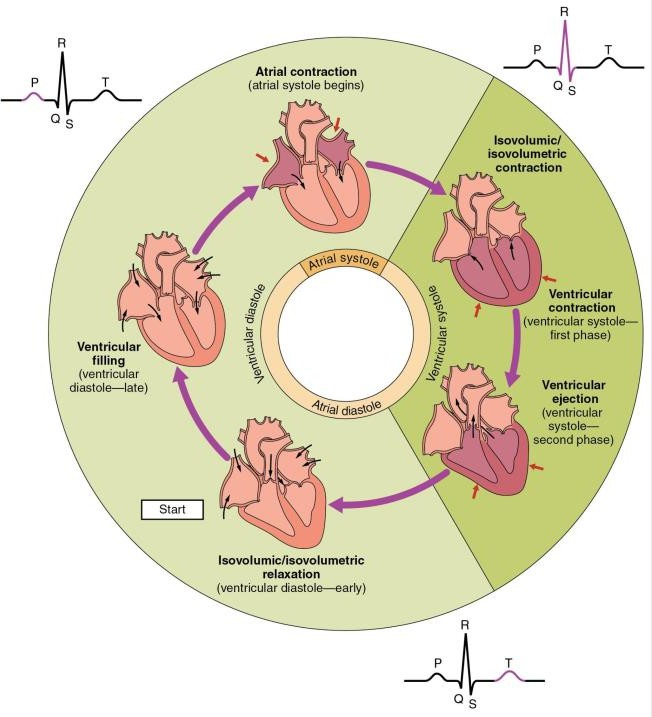 R
P
T
Q
S
R
P
T
Q
S
Atrial contraction
(atrial systole begins)
Isovolumic/
isovolumetric
contraction
Atrial systole
Ventricular diastole
Ventricular systole
Atrial diastole
Ventricular
contraction
(ventricular systole—
first phase)
Ventricular
filling
(ventricular
diastole—late)
Ventricular
ejection
(ventricular
systole—
second phase)
Start
Isovolumic/isovolumetric
relaxation
(ventricular diastole—early)
R
P
T
Q
S